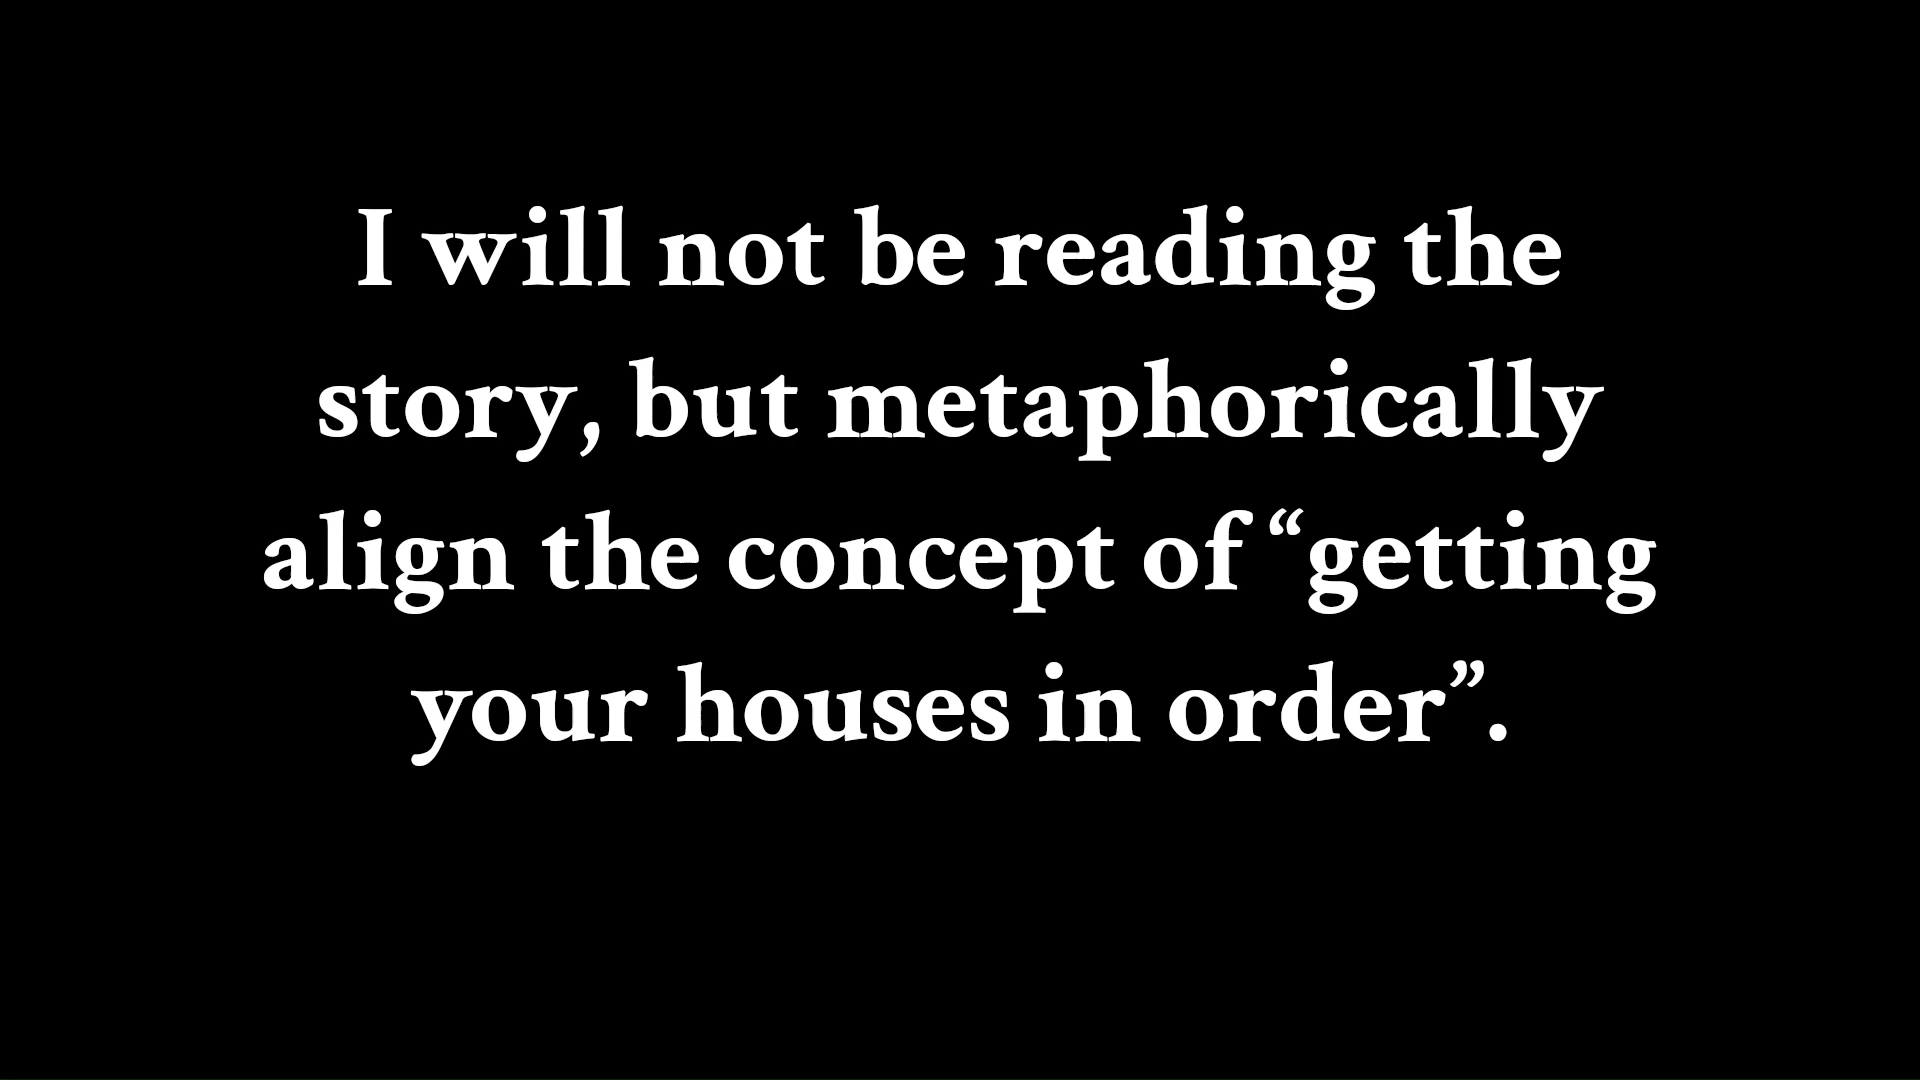 I will not be reading the
story, but metaphorically
align the concept of “getting
your houses in order”.